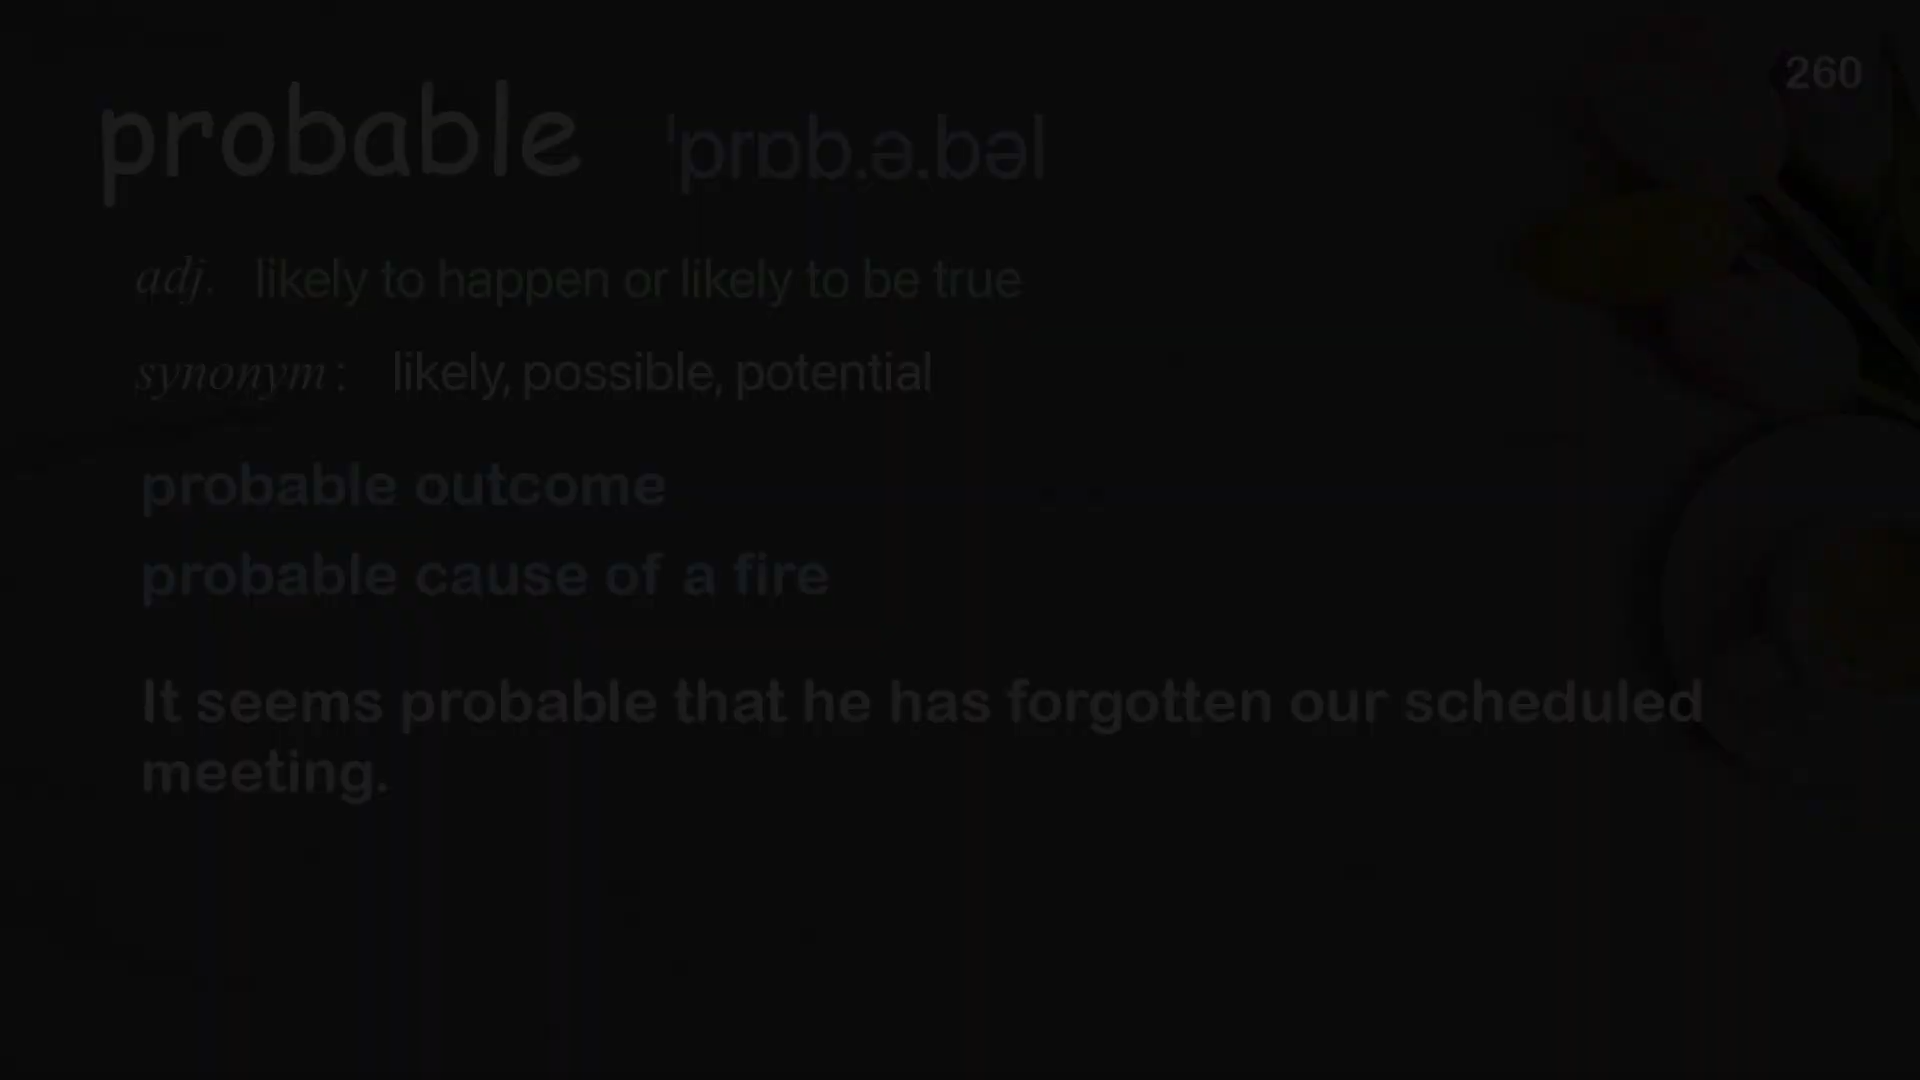 260
probable ˈprɒb.ə.bəl
adj. likely to happen or likely to be true
synonym: likely, possible, potential
probable outcome
probable cause of a fire
It seems probable that he has forgotten our scheduled
meeting.